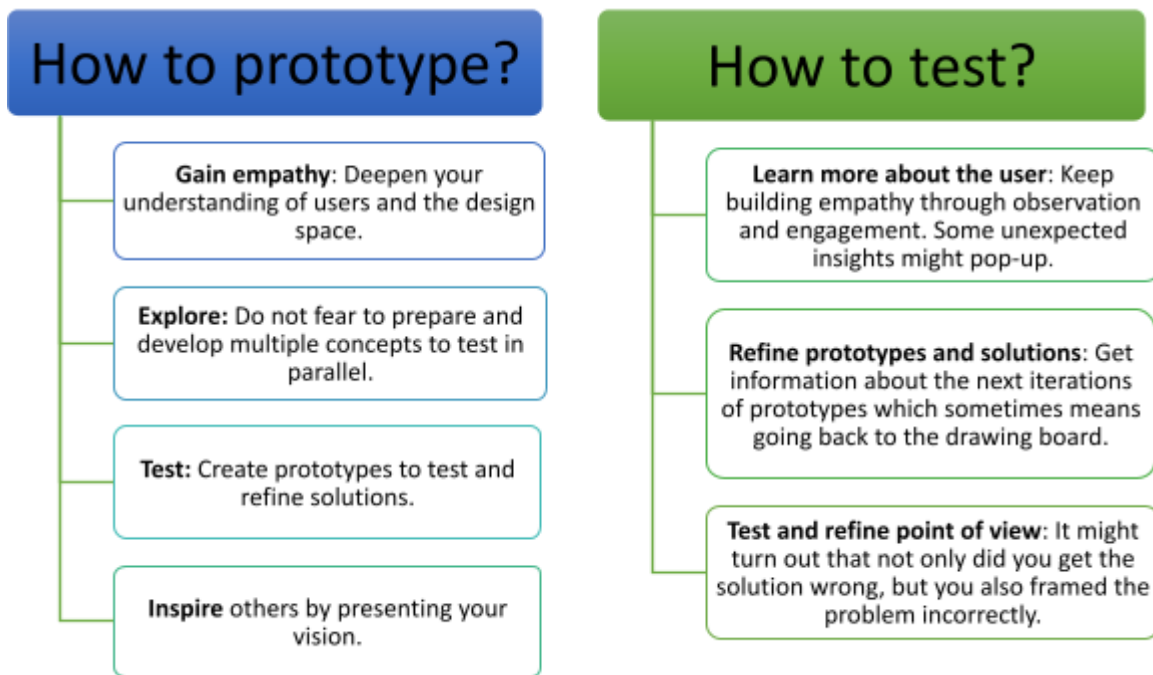 How to prototype?
Gain empathy: Deepen your
understanding of users and the design
space.
Explore: Do not fear to prepare and
develop multiple concepts to test in
parallel.
Test: Create prototypes to test and
refine solutions.
Inspire others by presenting your
vision.
How to test?
Learn more about the user: Keep
building empathy through observation
and engagement. Some unexpected
insights might pop-up.
Refine prototypes and solutions: Get
information about the next iterations
of prototypes which sometimes means
going back to the drawing board.
Test and refine point of view: It might
turn out that not only did you get the
solution wrong, but you also framed the
problem incorrectly.